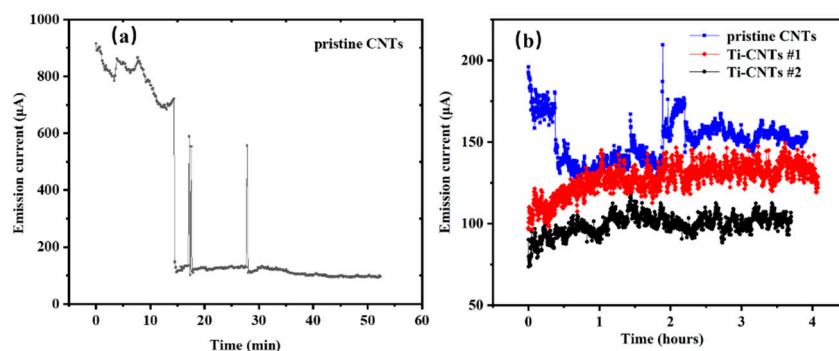 (a)
pristine CNTs
Emission current (μA)
1000
800
600
400
200
0
0
10
20
30
40
50
60
Time (min)
(b)
pristine CNTs
Ti-CNTs #1
Ti-CNTs #2
Emission current (μA)
200
150
100
50
0
1
2
3
4
Time (hours)